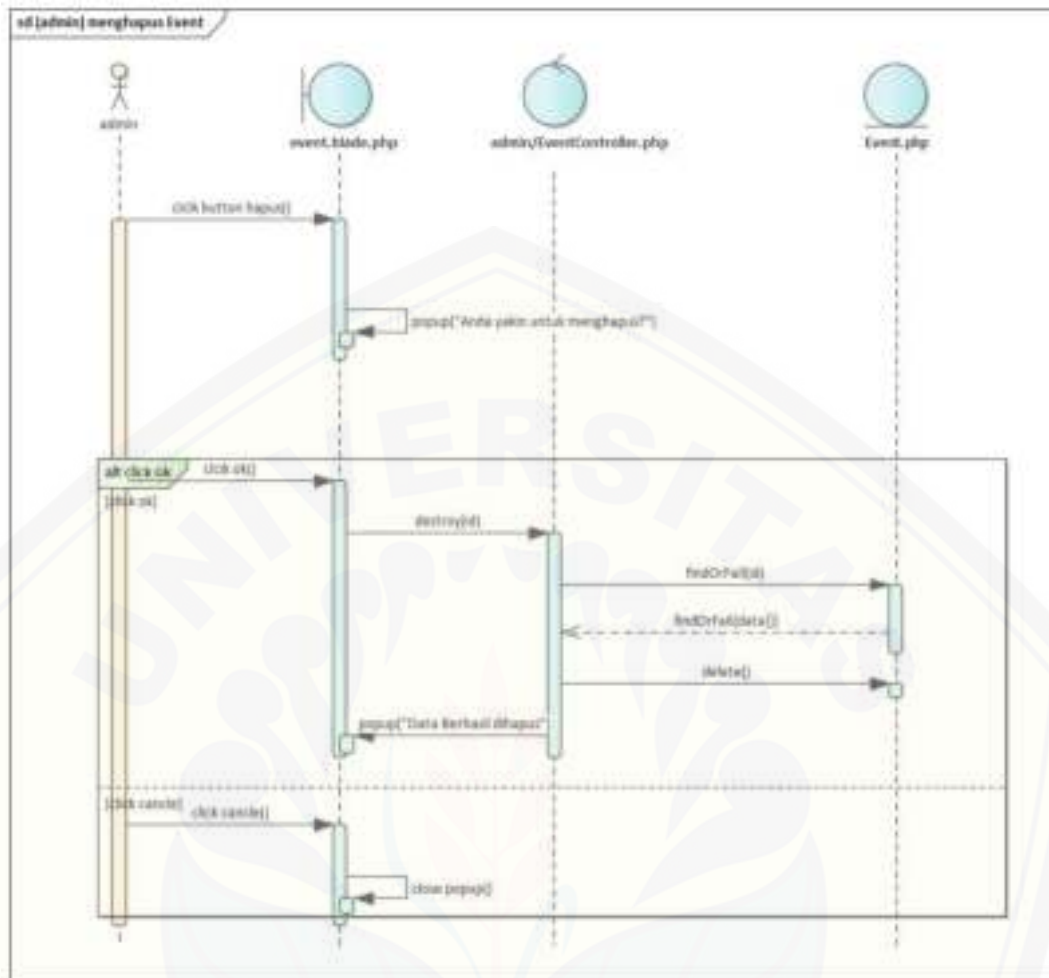 sd [admin] menghapus Event
admin
event.blade.php
admin/EventController.php
Event.php
click button hapus()
popup("Anda yakin untuk menghapus?")
alt click ok
click ok()
[click ok]
destroy(id)
findOrFail(id)
findOrFail(data[])
delete()
popup("Data Berhasil dihapus"
[click cancle]
click cancle()
close popup()
UNIVERSITAS